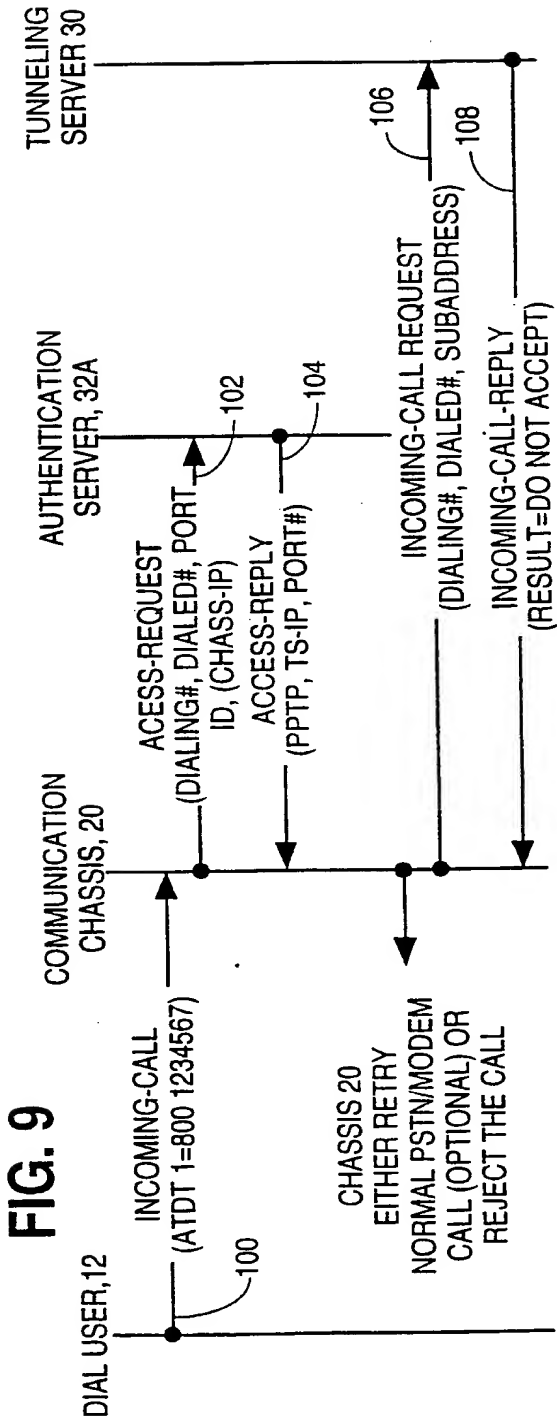 FIG. 9
DIAL USER,12
COMMUNICATION
CHASSIS, 20
AUTHENTICATION
SERVER, 32A
TUNNELING
SERVER 30
INCOMING-CALL
(ATDT 1=800 1234567)
100
ACESS-REQUEST
(DIALING#, DIALED#, PORT
ID, (CHASS-IP)
102
ACCESS-REPLY
(PPTP, TS-IP, PORT#)
104
CHASSIS 20
EITHER RETRY
NORMAL PSTN/MODEM
CALL (OPTIONAL) OR
REJECT THE CALL
INCOMING-CALL REQUEST
(DIALING#, DIALED#, SUBADDRESS)
106
INCOMING-CALL-REPLY
(RESULT=DO NOT ACCEPT)
108